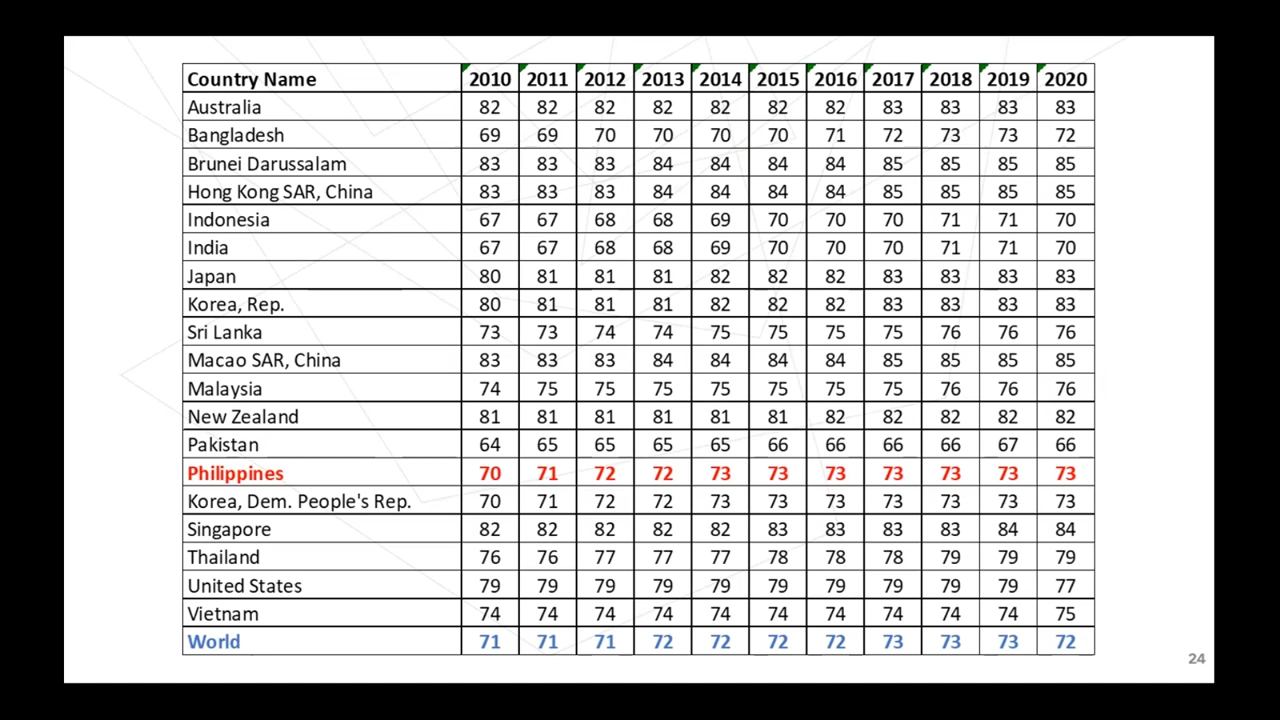 Country Name 2010 2011 2012 2013 2014 2015 2016 2017 2018 2019 2020
Australia 82 82 82 82 82 82 82 83 83 83 83
Bangladesh 69 69 70 70 70 70 71 72 73 73 72
Brunei Darussalam 83 83 83 84 84 84 84 85 85 85 85
Hong Kong SAR, China 83 83 83 84 84 84 84 85 85 85 85
Indonesia 67 67 68 68 69 70 70 70 71 71 70
India 67 67 68 68 69 70 70 70 71 71 70
Japan 80 81 81 81 82 82 82 83 83 83 83
Korea, Rep. 80 81 81 81 82 82 82 83 83 83 83
Sri Lanka 73 73 74 74 75 75 75 75 76 76 76
Macao SAR, China 83 83 83 84 84 84 84 85 85 85 85
Malaysia 74 75 75 75 75 75 75 75 76 76 76
New Zealand 81 81 81 81 81 81 82 82 82 82 82
Pakistan 64 65 65 65 65 66 66 66 66 67 66
Philippines 70 71 72 72 73 73 73 73 73 73 73
Korea, Dem. People's Rep. 70 71 72 72 73 73 73 73 73 73 73
Singapore 82 82 82 82 82 83 83 83 83 84 84
Thailand 76 76 77 77 77 78 78 78 79 79 79
United States 79 79 79 79 79 79 79 79 79 79 77
Vietnam 74 74 74 74 74 74 74 74 74 74 75
World 71 71 71 72 72 72 72 73 73 73 72
24